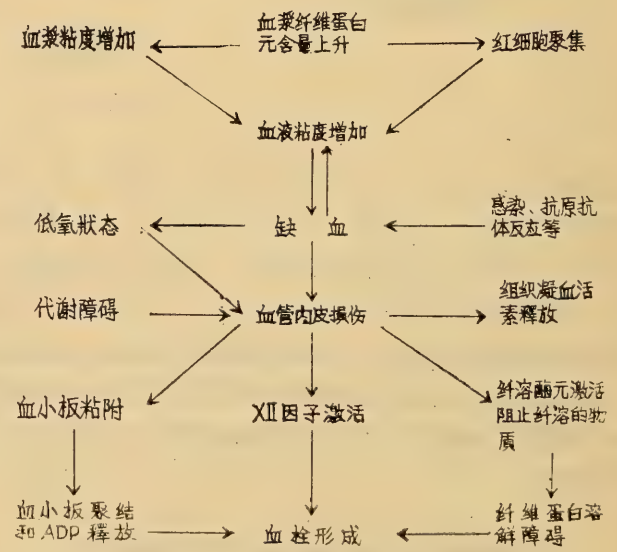 血浆粘度增加
血浆纤维蛋白
元含量上升
红细胞聚集
血液粘度增加
低氧狀态
缺 血
感染、抗原抗
体反应等
代谢障碍
血管内皮损伤
组织凝血活
素釋放
血小板粘附
XII因子激活
纤溶酶元激活
阻止纤溶的物
质
血小板聚结
和ADP釋放
血栓形成
纤维蛋白溶
解障碍